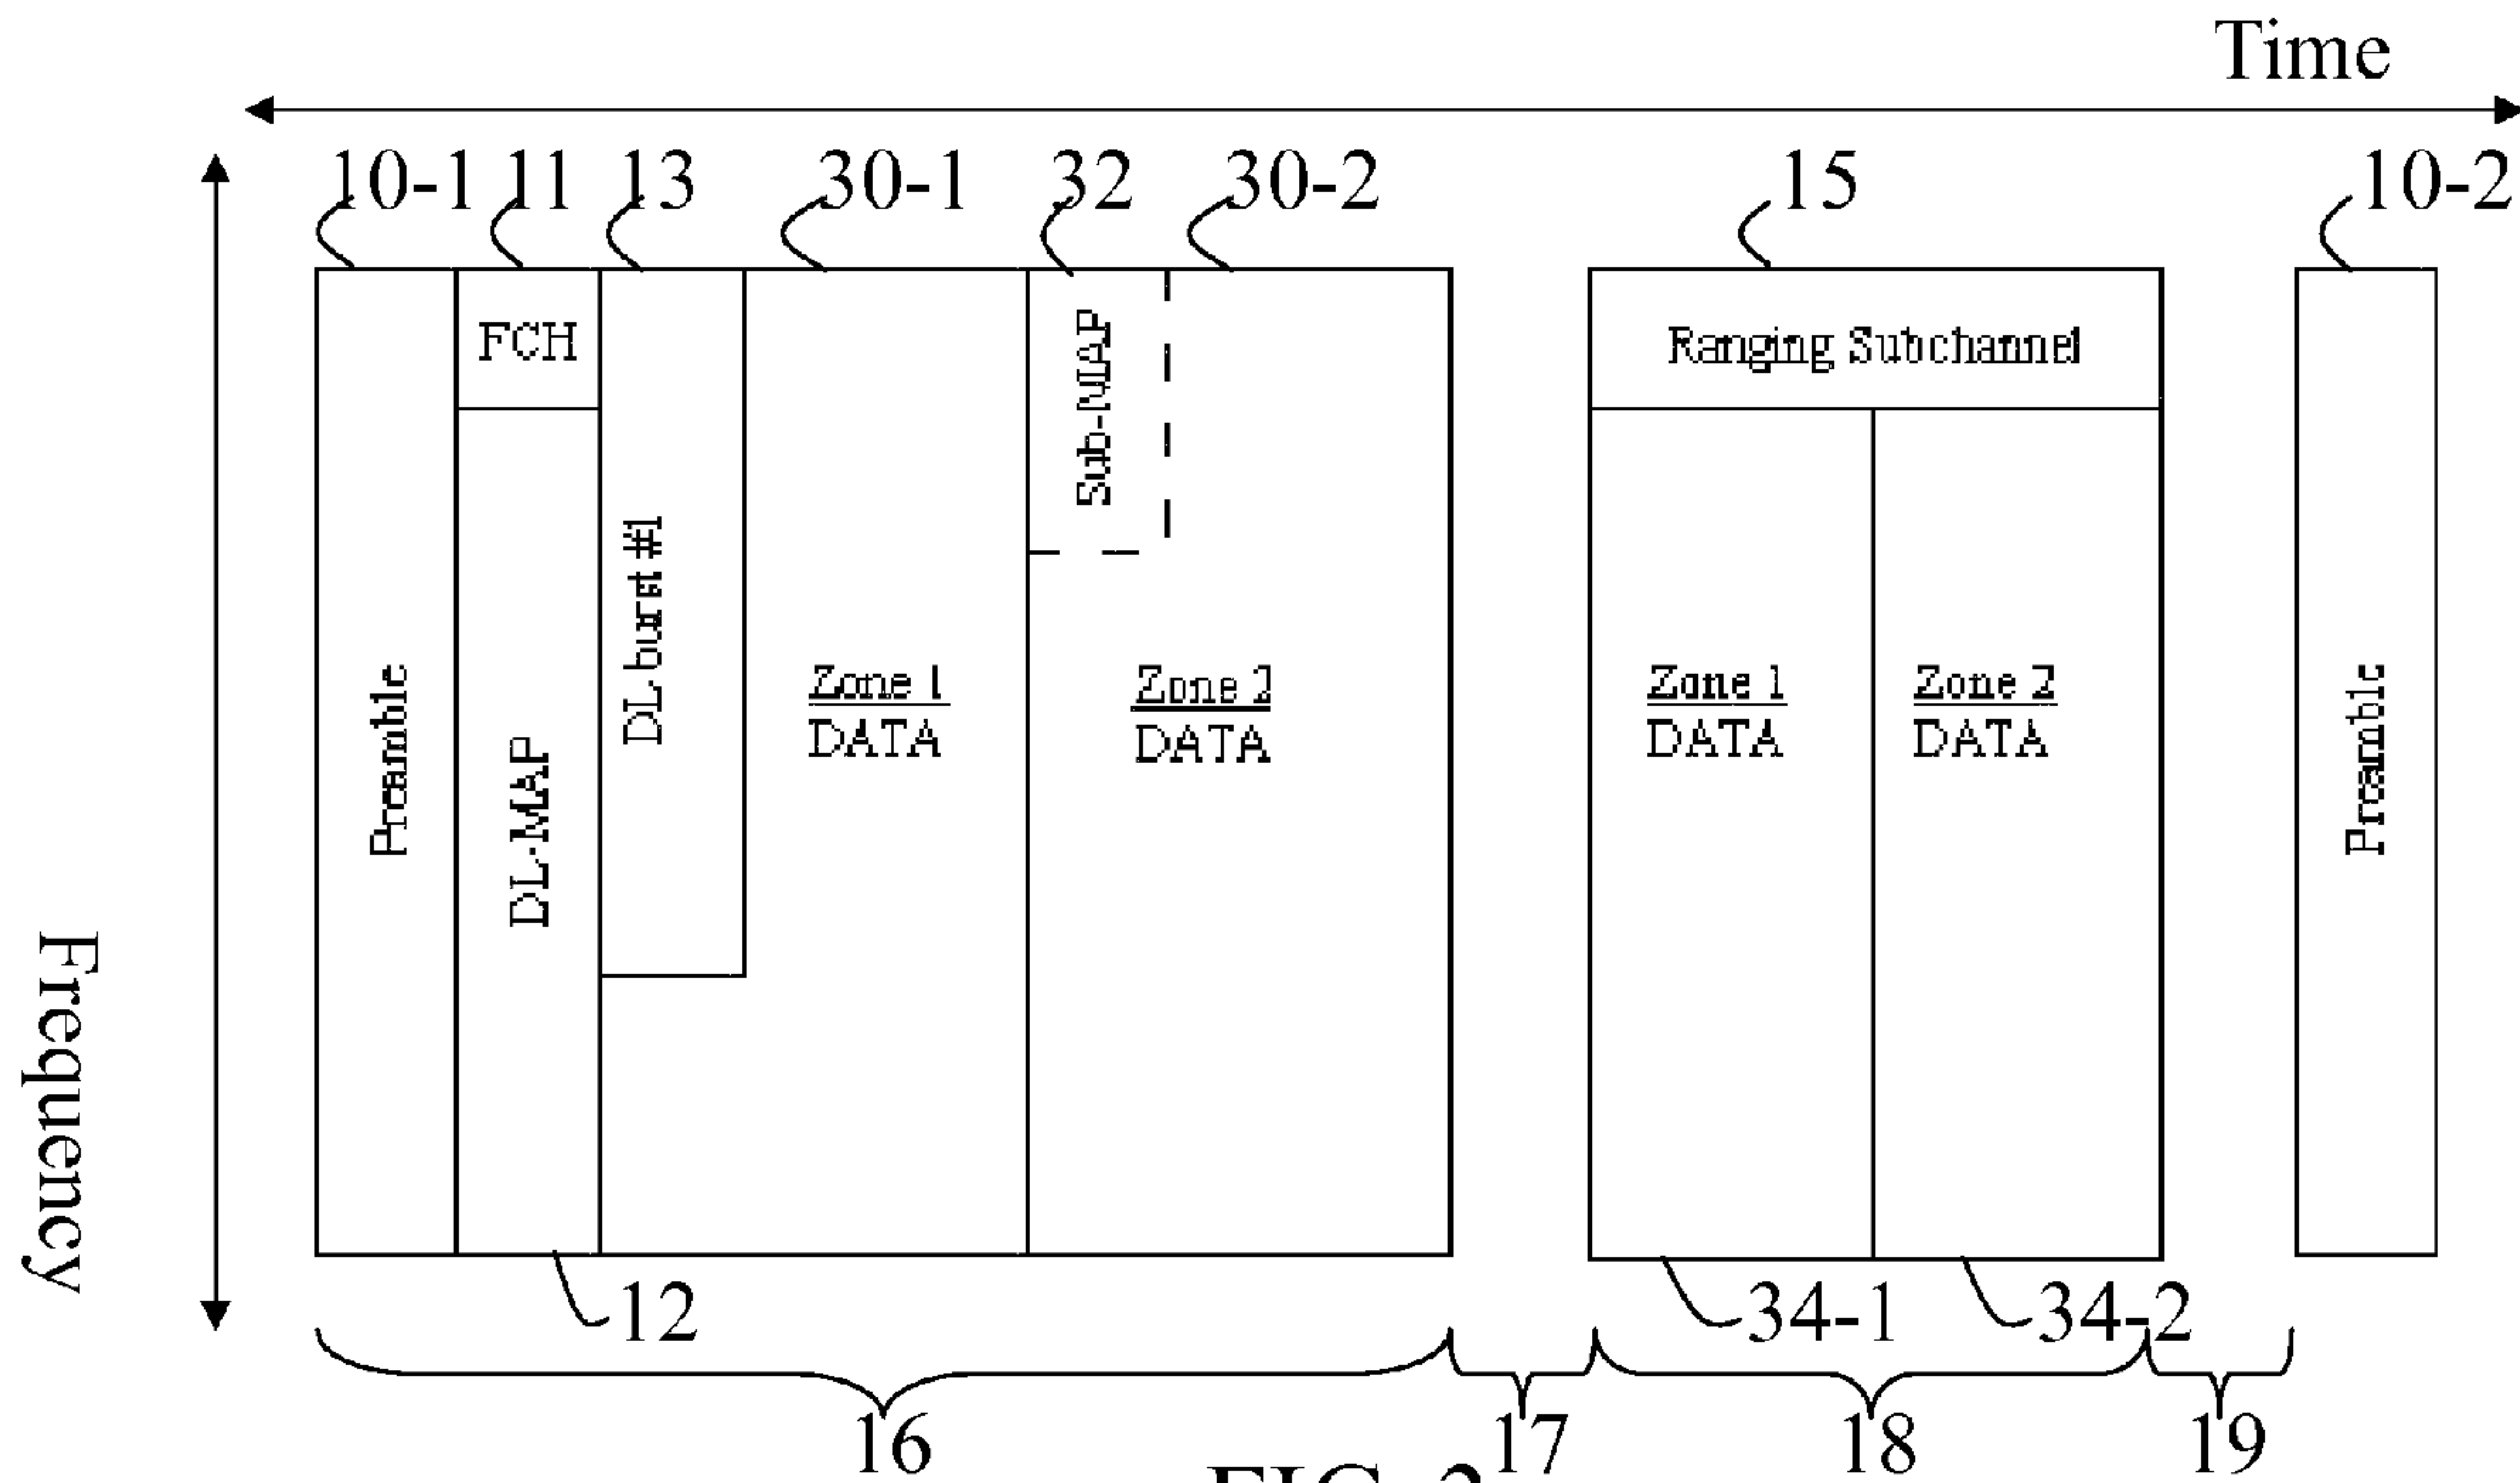 Time
10-1 11 13 30-1 32 30-2 15 10-2
FCH
Ranging Subchannel
Sub-MAP
DL burst #1
Preamble
DL-MAP
Zone 1
DATA
Zone 2
DATA
Zone 1
DATA
Zone 2
DATA
Preamble
Frequency
12 34-1 34-2
16 17 18 19